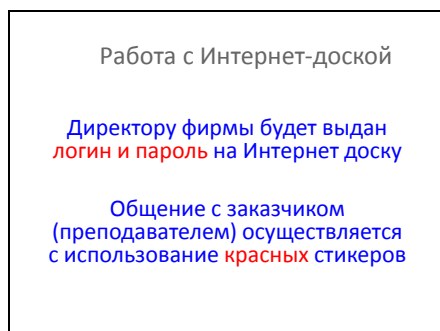 Работа с Интернет-доской
Директору фирмы будет выдан
логин и пароль на Интернет доску
Общение с заказчиком
(преподавателем) осуществляется
с использование красных стикеров